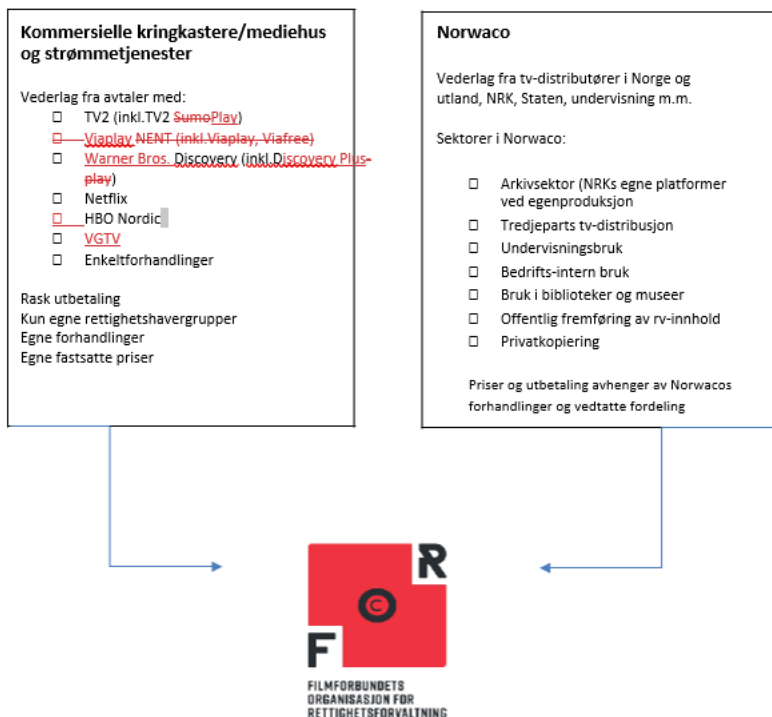 Kommersielle kringkastere/mediehus
og strømmetjenester
Vederlag fra avtaler med:
☐ TV2 (inkl.TV2 SumoPlay)
☐ Viaplay NENT (inkl.Viaplay, Viafree)
☐ Warner Bros. Discovery (inkl.Discovery Plus-
play)
☐ Netflix
☐ HBO Nordic
☐ VGTV
☐ Enkeltforhandlinger
Rask utbetaling
Kun egne rettighetshavergrupper
Egne forhandlinger
Egne fastsatte priser
Norwaco
Vederlag fra tv-distributører i Norge og
utland, NRK, Staten, undervisning m.m.
Sektorer i Norwaco:
☐ Arkivsektor (NRKs egne platformer
ved egenproduksjon
☐ Tredjeparts tv-distribusjon
☐ Undervisningsbruk
☐ Bedrifts-intern bruk
☐ Bruk i biblioteker og museer
☐ Offentlig fremføring av rv-innhold
☐ Privatkopiering
Priser og utbetaling avhenger av Norwacos
forhandlinger og vedtatte fordeling
R
©
F
FILMFORBUNDETS
ORGANISASJON FOR
RETTIGHETSFORVALTNING